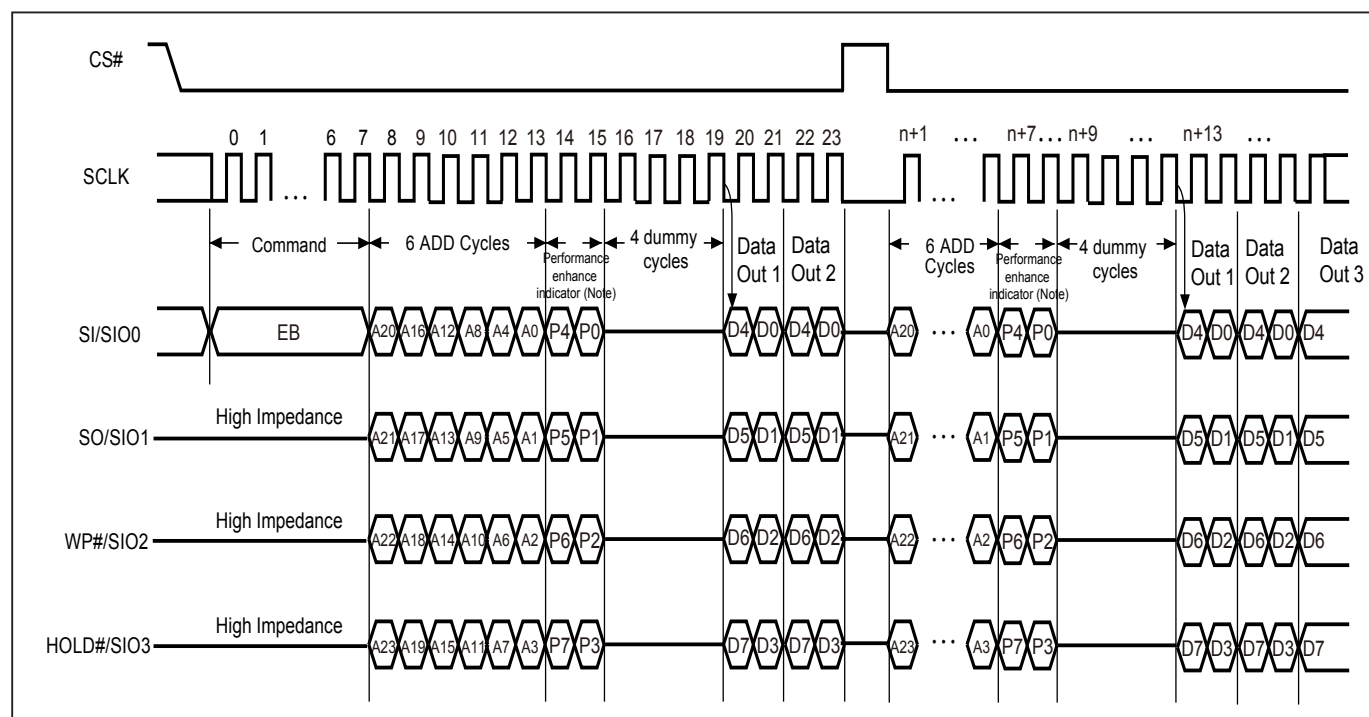 CS#
0 1 6 7 8 9 10 11 12 13 14 15 16 17 18 19 20 21 22 23 n+1 ... n+7... n+9 ... n+13 ...
SCLK
...
...
Command
6 ADD Cycles
Performance
enhance
indicator (Note)
4 dummy
cycles
Data
Out 1
Data
Out 2
6 ADD
Cycles
Performance
enhance
indicator (Note)
4 dummy
cycles
Data
Out 1
Data
Out 2
Data
Out 3
SI/SIO0 EB A20 A16 A12 A8 A4 A0 P4 P0 D4 D0 D4 D0 A20 ... A0 P4 P0 D4 D0 D4 D0 D4
High Impedance
SO/SIO1 A21 A17 A13 A9 A5 A1 P5 P1 D5 D1 D5 D1 A21 ... A1 P5 P1 D5 D1 D5 D1 D5
High Impedance
WP#/SIO2 A22 A18 A14 A10 A6 A2 P6 P2 D6 D2 D6 D2 A22 ... A2 P6 P2 D6 D2 D6 D2 D6
High Impedance
HOLD#/SIO3 A23 A19 A15 A11 A7 A3 P7 P3 D7 D3 D7 D3 A23 ... A3 P7 P3 D7 D3 D7 D3 D7